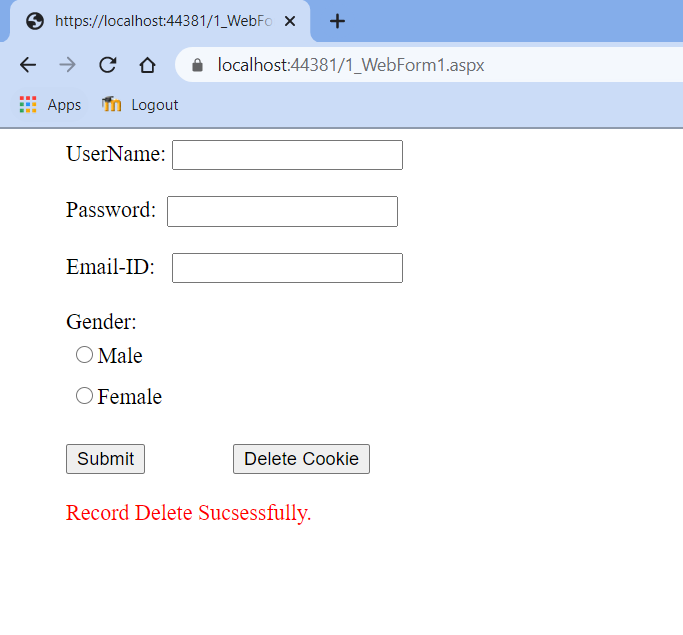 https://localhost:44381/1_WebFo
localhost:44381/1_WebForm1.aspx
Apps Logout
UserName:
Password:
Email-ID:
Gender:
Male
Female
Submit Delete Cookie
Record Delete Sucsessfully.